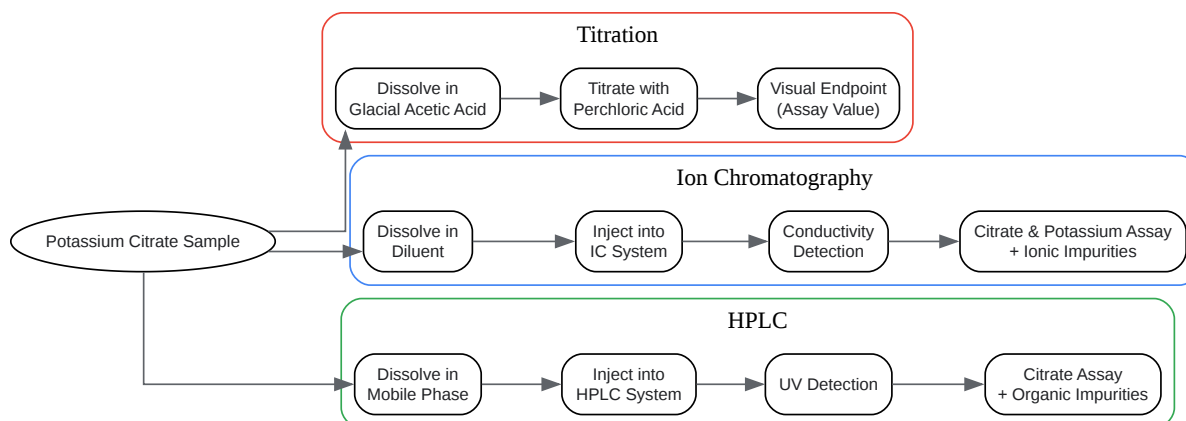 Titration
Dissolve in
Glacial Acetic Acid
Titrate with
Perchloric Acid
Visual Endpoint
(Assay Value)
Ion Chromatography
Potassium Citrate Sample
Dissolve in
Diluent
Inject into
IC System
Conductivity
Detection
Citrate & Potassium Assay
+ Ionic Impurities
HPLC
Dissolve in
Mobile Phase
Inject into
HPLC System
UV Detection
Citrate Assay
+ Organic Impurities